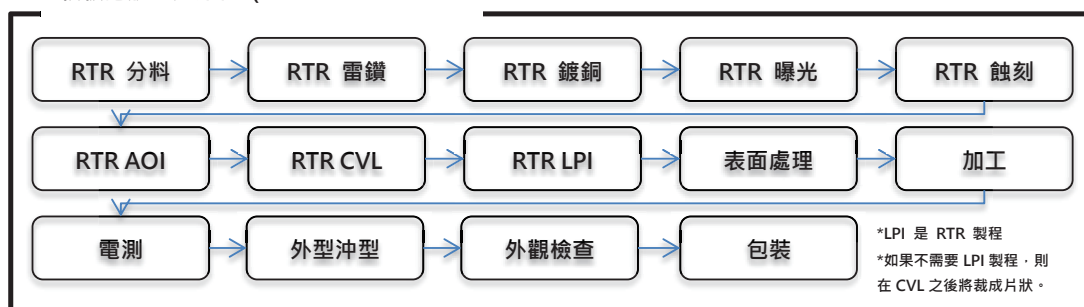 RTR 分料
RTR 雷鑽
RTR 鍍銅
RTR 曝光
RTR 蝕刻
RTR AOI
RTR CVL
RTR LPI
表面處理
加工
電測
外型沖型
外觀檢查
包裝
*LPI 是 RTR 製程
*如果不需要 LPI 製程，則
在 CVL 之後將裁成片狀。